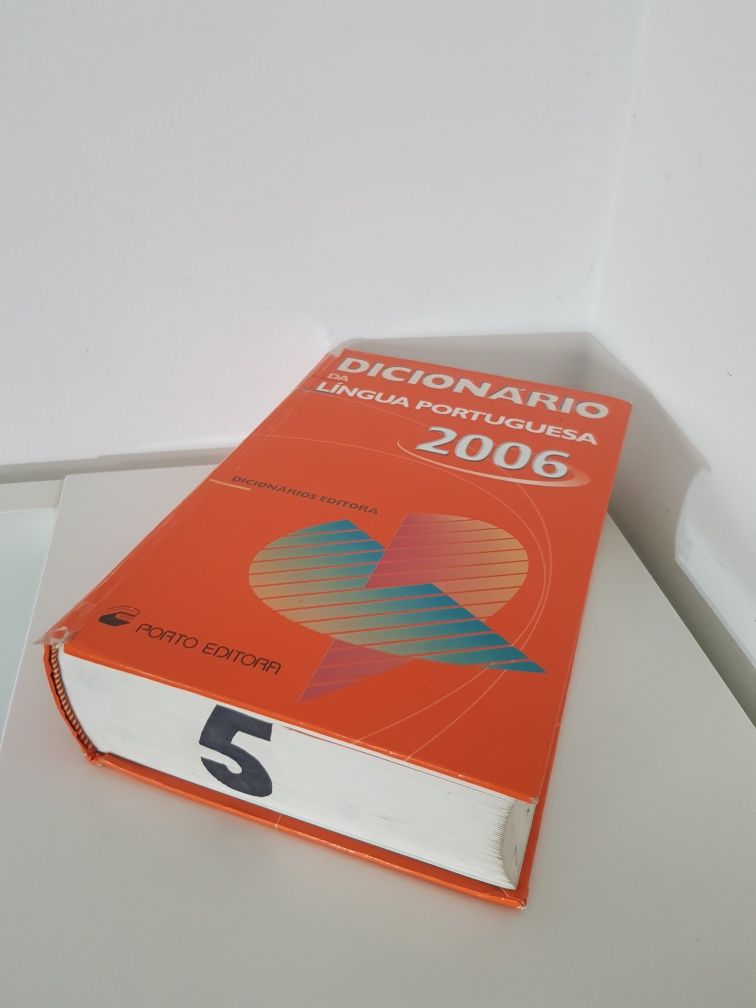 DICIONÁRIO
DA
LÍNGUA PORTUGUESA
2006
DICIONÁRIOS EDITORA
PORTO EDITORA
5